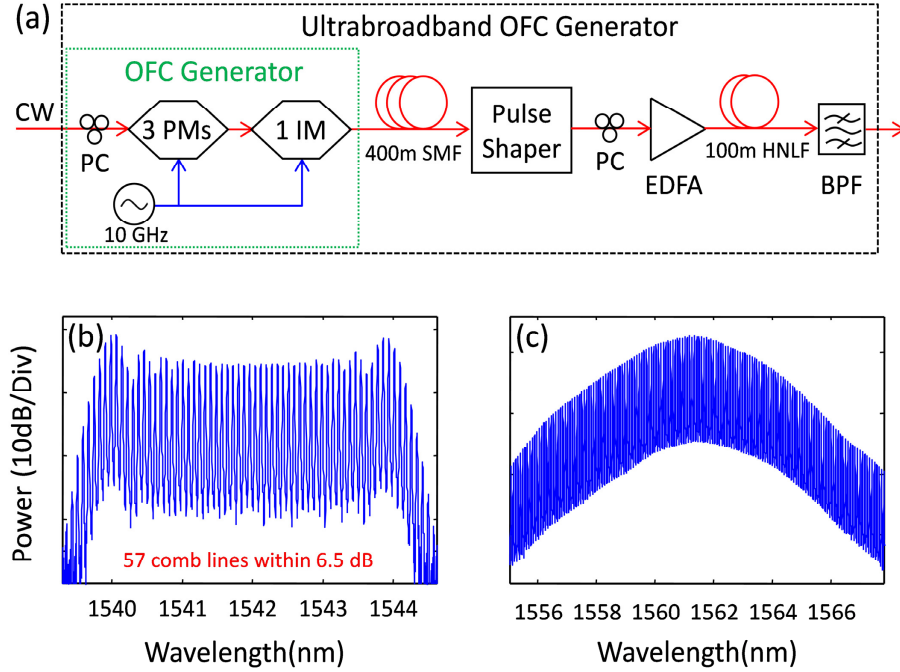 (a)
Ultrabroadband OFC Generator
OFC Generator
CW
PC
3 PMs
1 IM
10 GHz
400m SMF
Pulse
Shaper
PC
EDFA
100m HNLF
BPF
(b)
Power (10dB/Div)
57 comb lines within 6.5 dB
1540 1541 1542 1543 1544
Wavelength(nm)
(c)
1556 1558 1560 1562 1564 1566
Wavelength(nm)